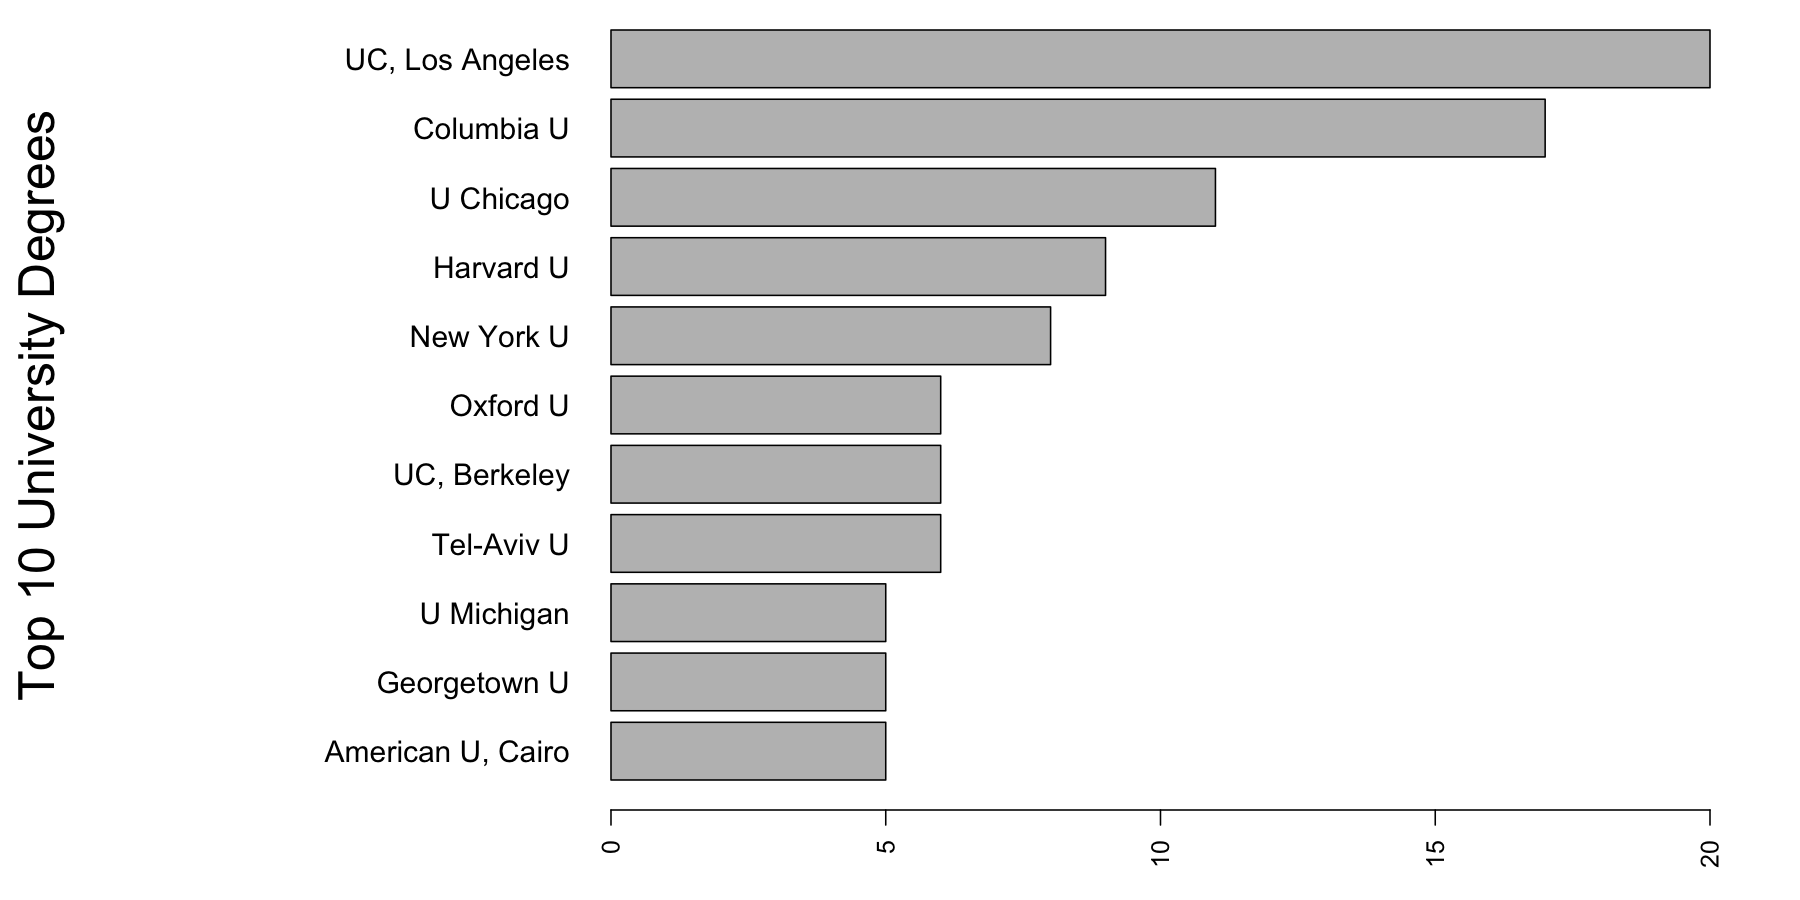 Top 10 University Degrees
UC, Los Angeles
Columbia U
U Chicago
Harvard U
New York U
Oxford U
UC, Berkeley
Tel-Aviv U
U Michigan
Georgetown U
American U, Cairo
0 5 10 15 20